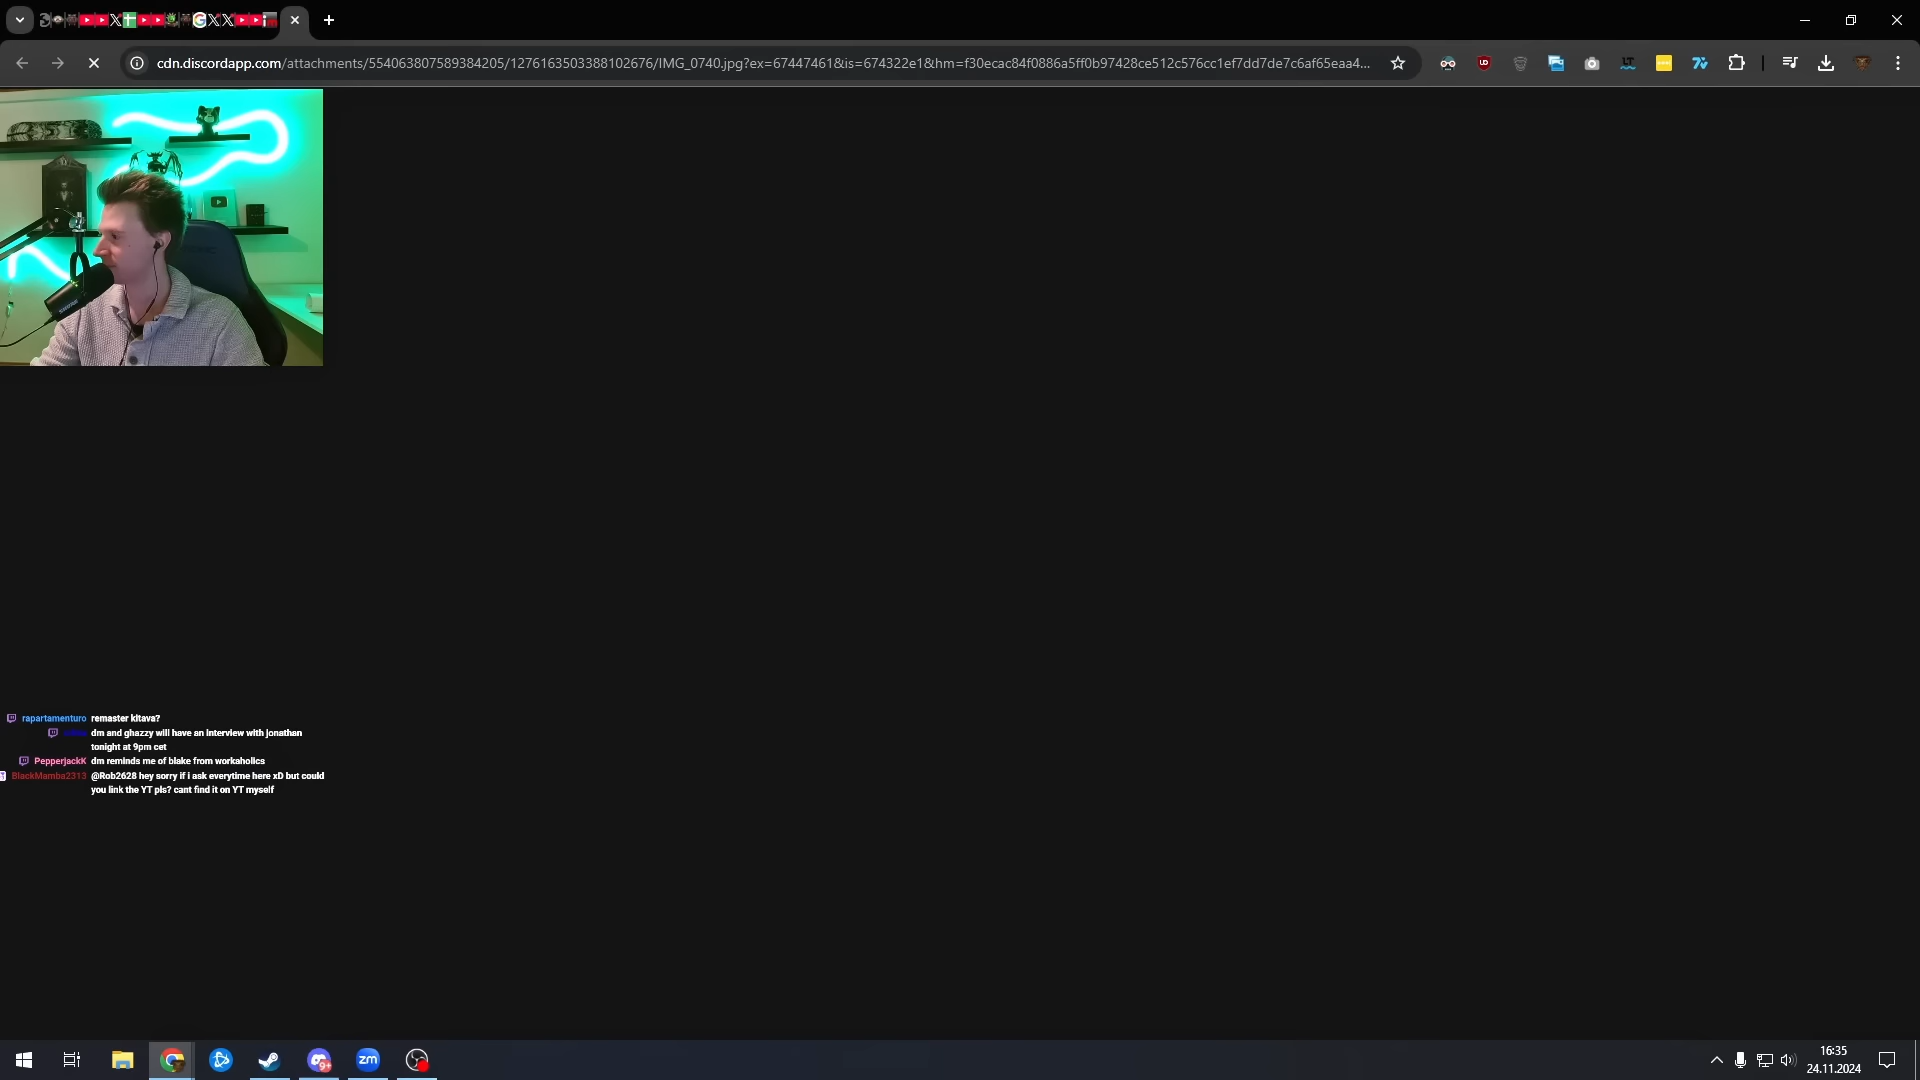 cdn.discordapp.com/attachments/554063807589384205/1276163503388102676/IMG_0740.jpg?ex=67447461&is=674322e1&hm=f30ecac84f0886a5ff0b97428ce512c576cc1ef7dd7de7c6af65eaa4...
rapartamenturo remaster kitava?
dm and ghazzy will have an interview with jonathan
tonight at 9pm cet
PepperjackK dm reminds me of blake from workaholics
BlackMamba2313 @Rob2628 hey sorry if i ask everytime here xD but could
you link the YT pls? cant find it on YT myself
9+
zm
16:35
24.11.2024